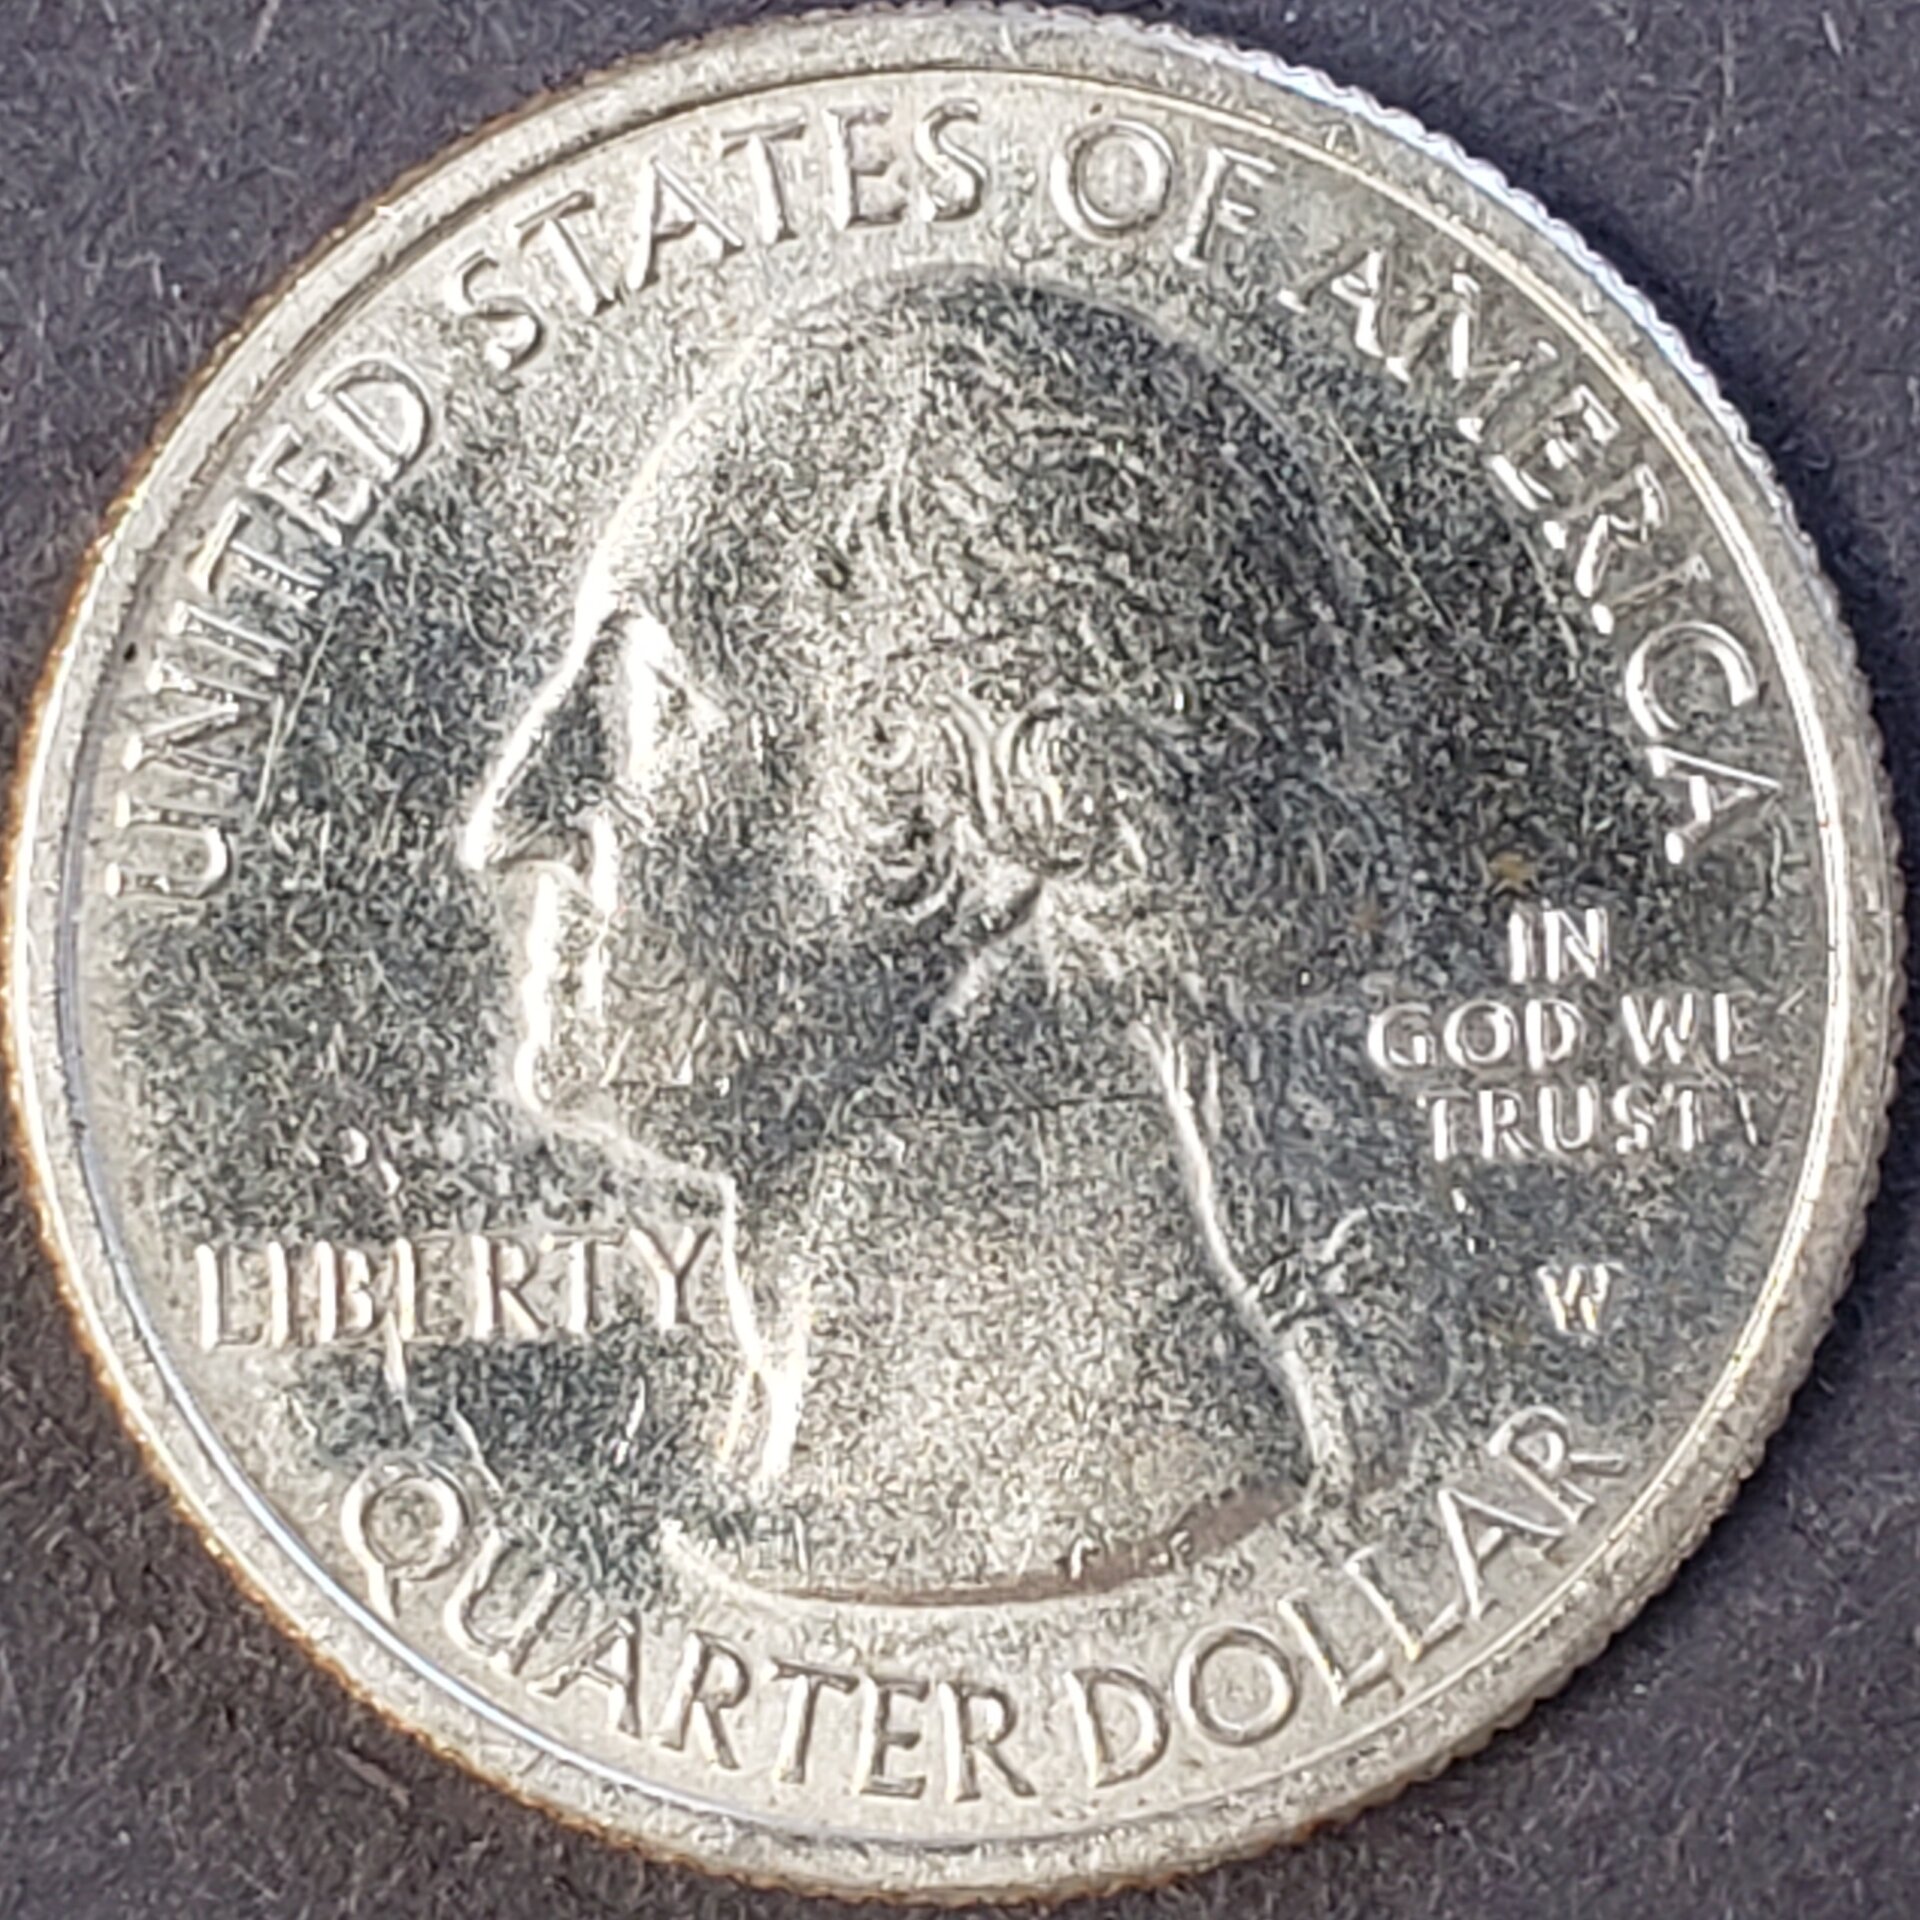 UNITED STATES OF AMERICA
LIBERTY
IN
GOD WE
TRUST
W
QUARTER DOLLAR